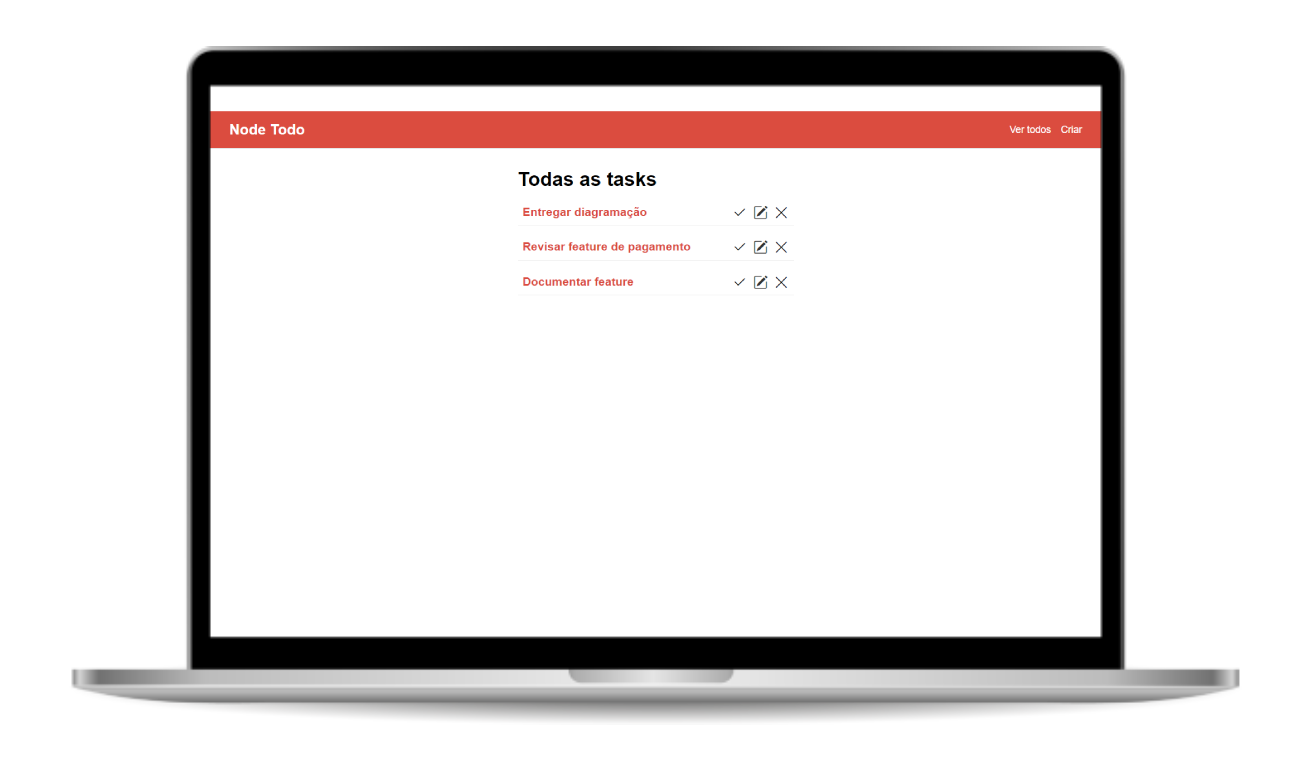 Node Todo
Ver todos Criar
Todas as tasks
Entregar diagramação
Revisar feature de pagamento
Documentar feature